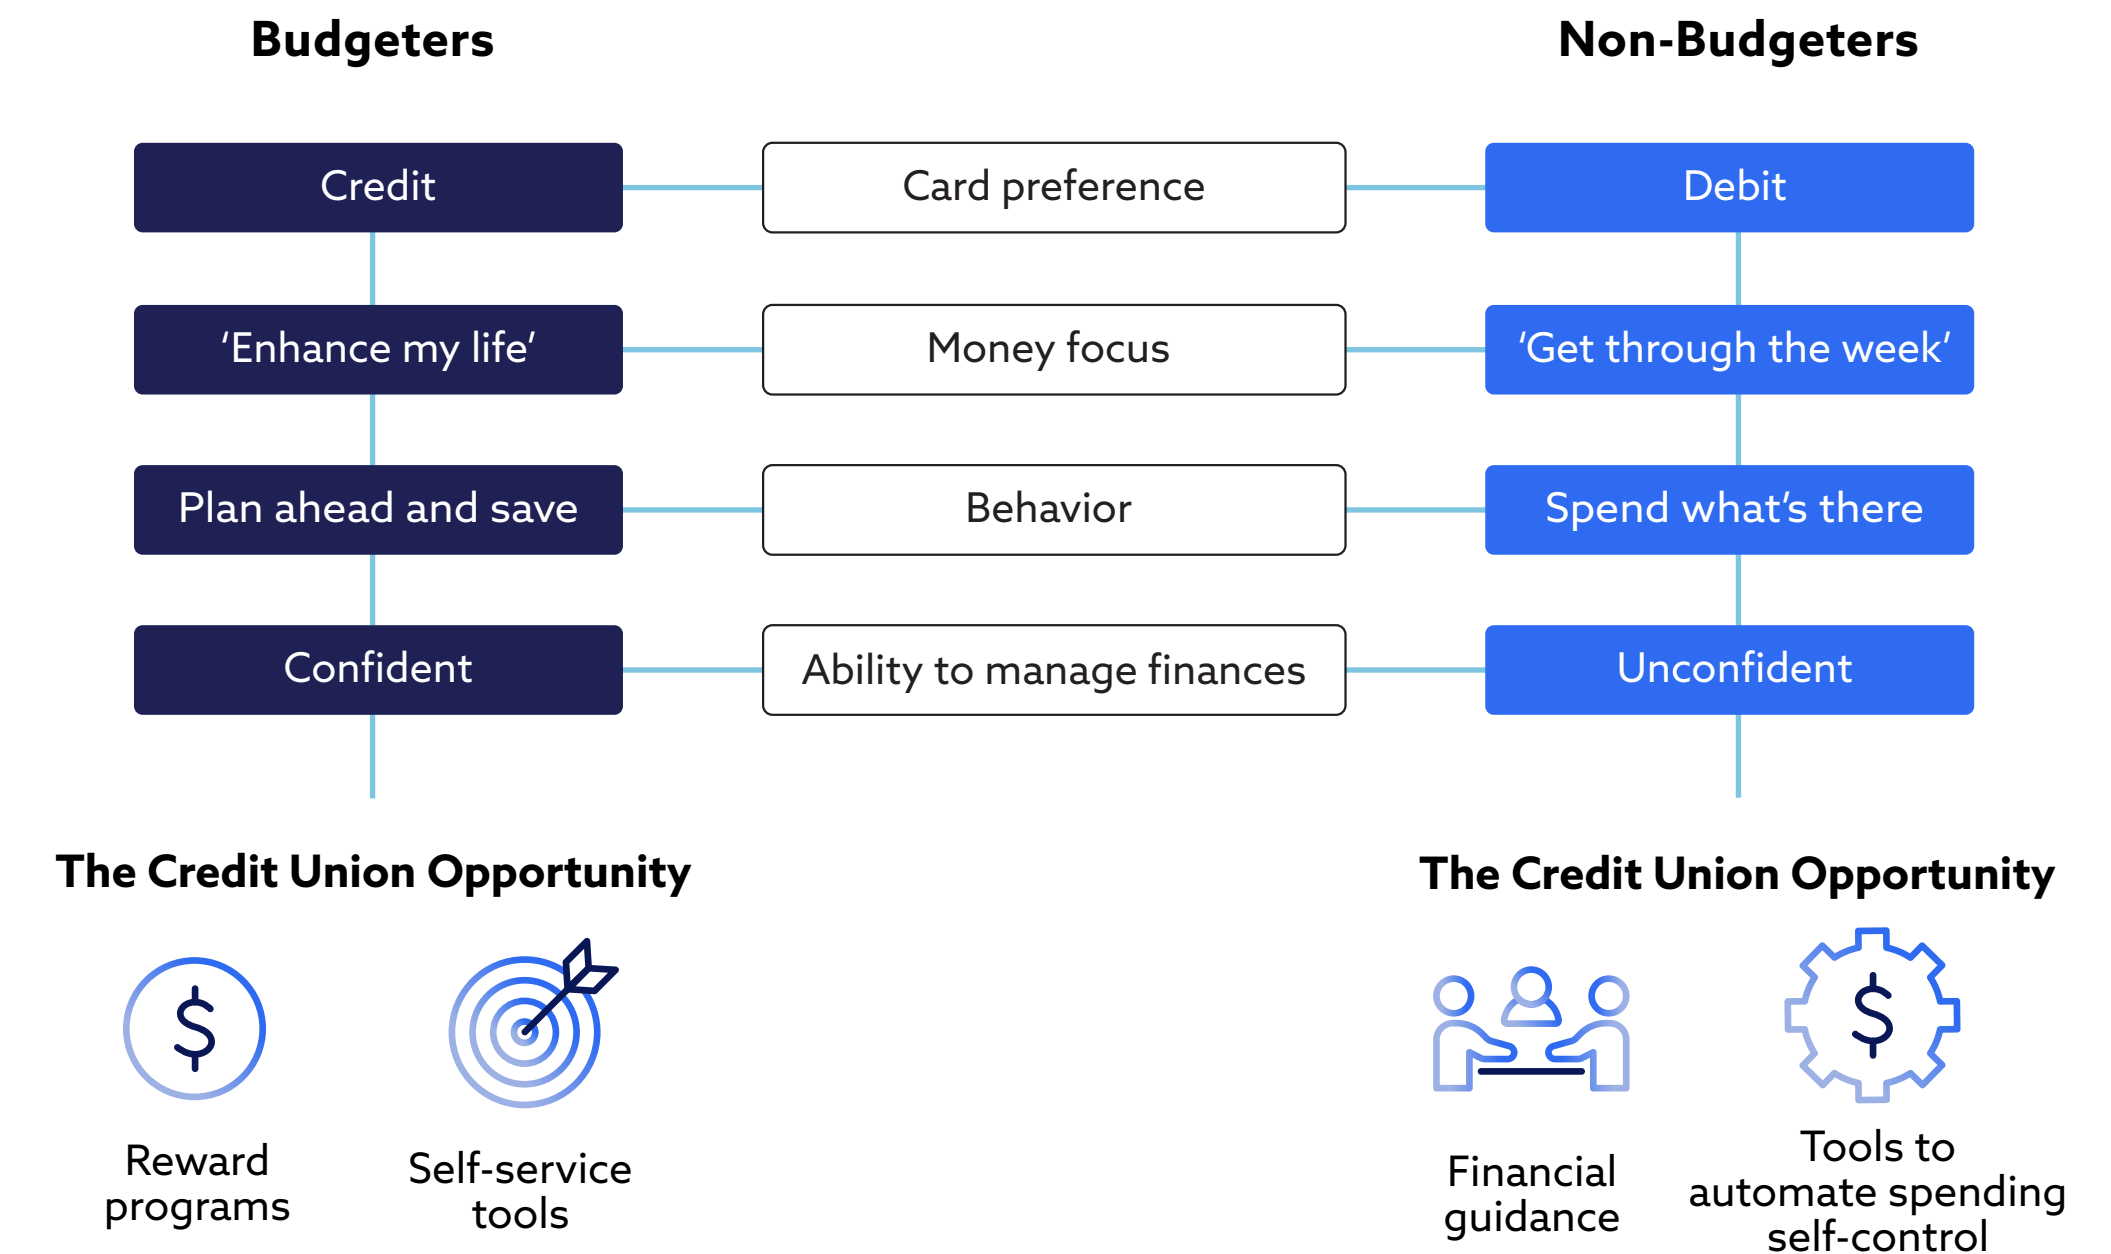 Budgeters
Non-Budgeters
Credit
Card preference
Debit
‘Enhance my life’
Money focus
‘Get through the week’
Plan ahead and save
Behavior
Spend what’s there
Confident
Ability to manage finances
Unconfident
The Credit Union Opportunity
The Credit Union Opportunity
$
$
Reward
programs
Self-service
tools
Financial
guidance
Tools to
automate spending
self-control